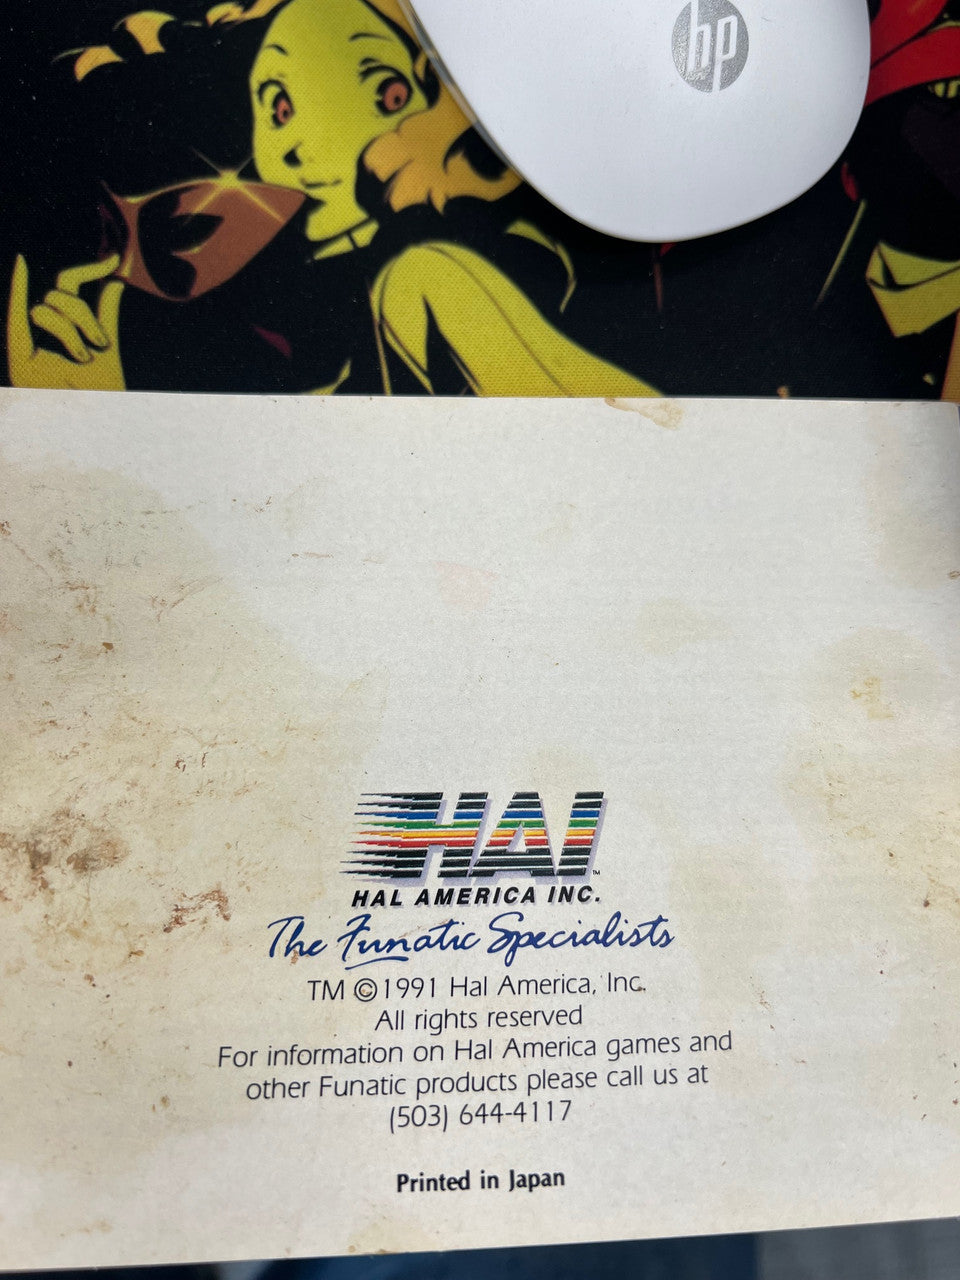 hp
HAL™
HAL AMERICA INC.
The Funatic Specialists
TM ©1991 Hal America, Inc.
All rights reserved
For information on Hal America games and
other Funatic products please call us at
(503) 644-4117
Printed in Japan